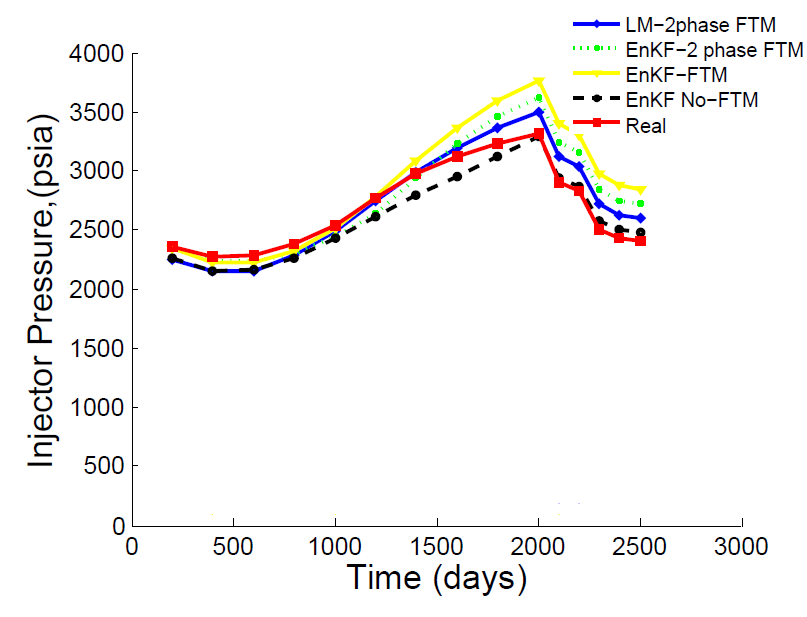 LM−2phase FTM
EnKF−2 phase FTM
EnKF−FTM
EnKF No−FTM
Real
4000
3500
3000
2500
2000
1500
1000
500
0
Injector Pressure,(psia)
0 500 1000 1500 2000 2500 3000
Time (days)